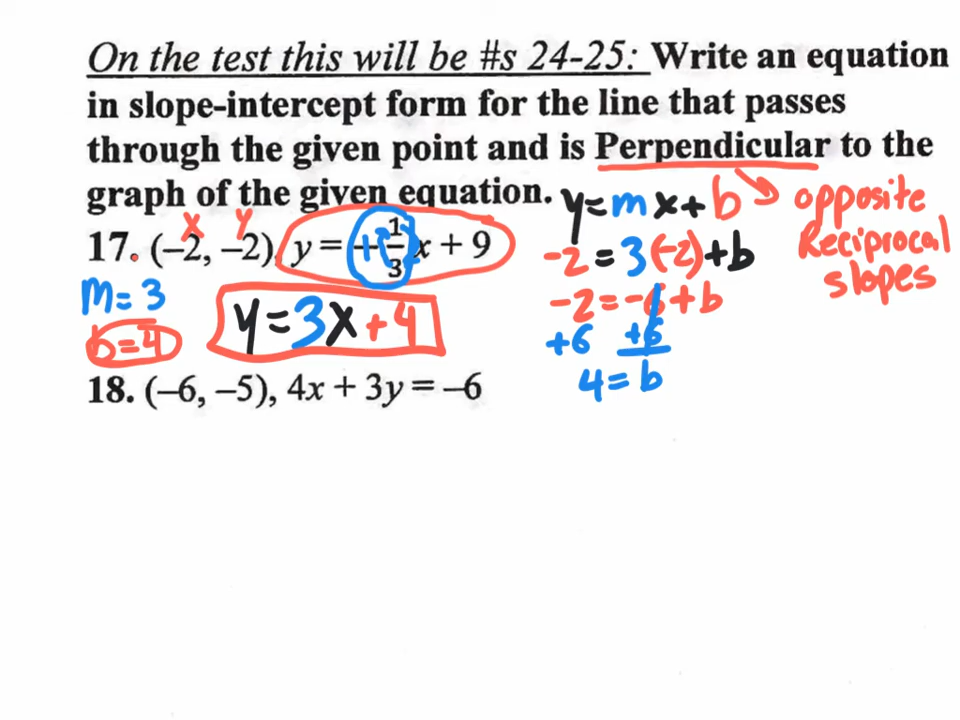 On the test this will be #s 24-25: Write an equation
in slope-intercept form for the line that passes
through the given point and is Perpendicular to the
graph of the given equation.
y=mx+b
opposite
Reciprocal
slopes
x y
17. (–2, –2), y = –1/3x + 9
-2=3(-2)+b
m=3
-2=-6+b
b=4
y=3x+4
+6 +6
4=b
18. (–6, –5), 4x + 3y = –6